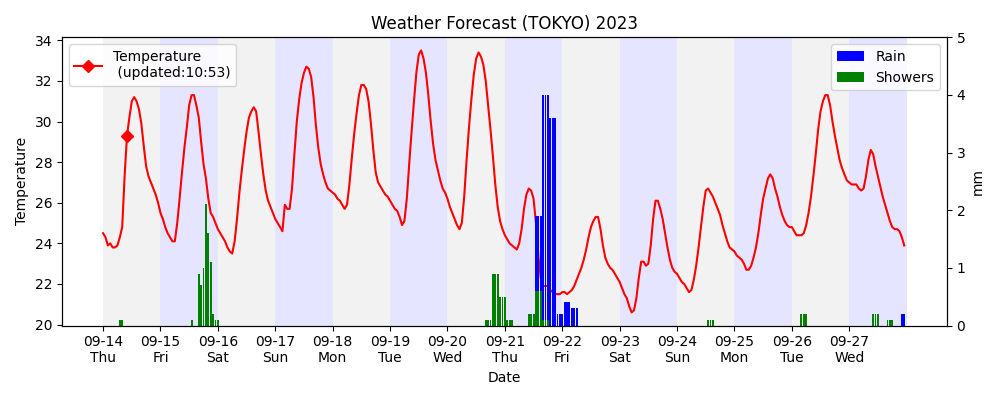 Weather Forecast (TOKYO) 2023
Temperature
(updated:10:53)
Rain
Showers
Temperature
34
32
30
28
26
24
22
20
5
4
3
2
1
0
mm
09-14 09-15 09-16 09-17 09-18 09-19 09-20 09-21 09-22 09-23 09-24 09-25 09-26 09-27
Thu Fri Sat Sun Mon Tue Wed Thu Fri Sat Sun Mon Tue Wed
Date